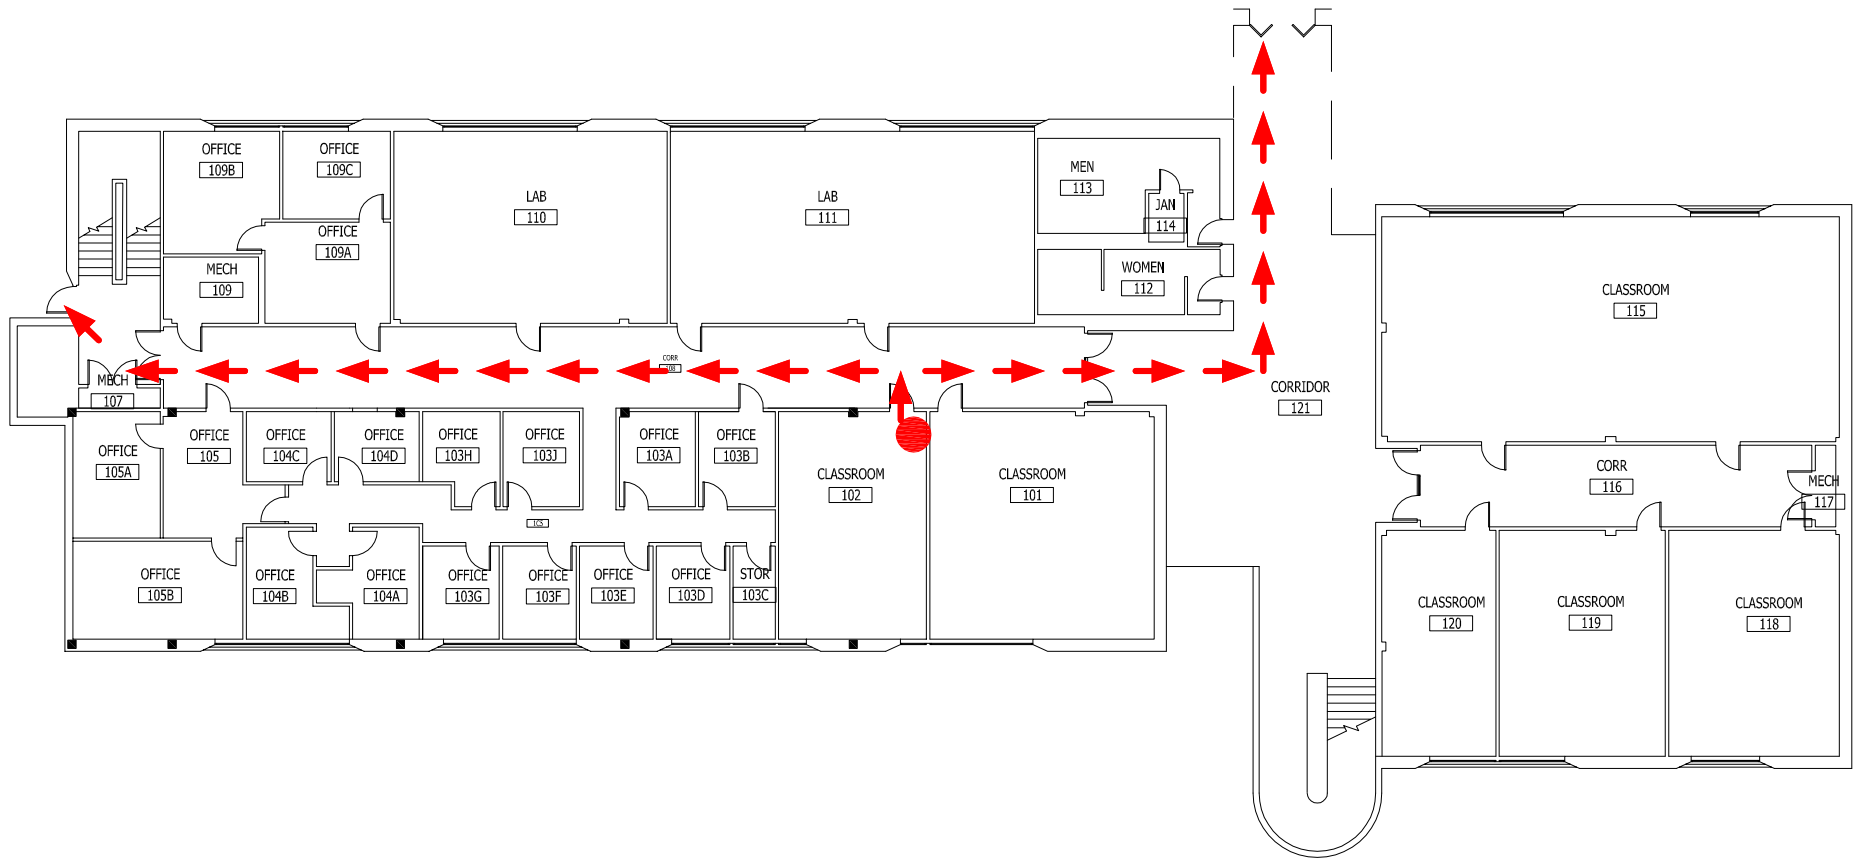 OFFICE
109B
OFFICE
109C
LAB
110
LAB
111
MEN
113
JAN
114
OFFICE
109A
MECH
109
WOMEN
112
CLASSROOM
115
CORR
108
MECH
107
CORRIDOR
121
OFFICE
105A
OFFICE
105
OFFICE
104C
OFFICE
104D
OFFICE
103H
OFFICE
103J
OFFICE
103A
OFFICE
103B
CLASSROOM
102
CLASSROOM
101
CORR
116
MECH
117
OFFICE
105B
OFFICE
104B
OFFICE
104A
OFFICE
103G
OFFICE
103F
OFFICE
103E
OFFICE
103D
STOR
103C
CLASSROOM
120
CLASSROOM
119
CLASSROOM
118